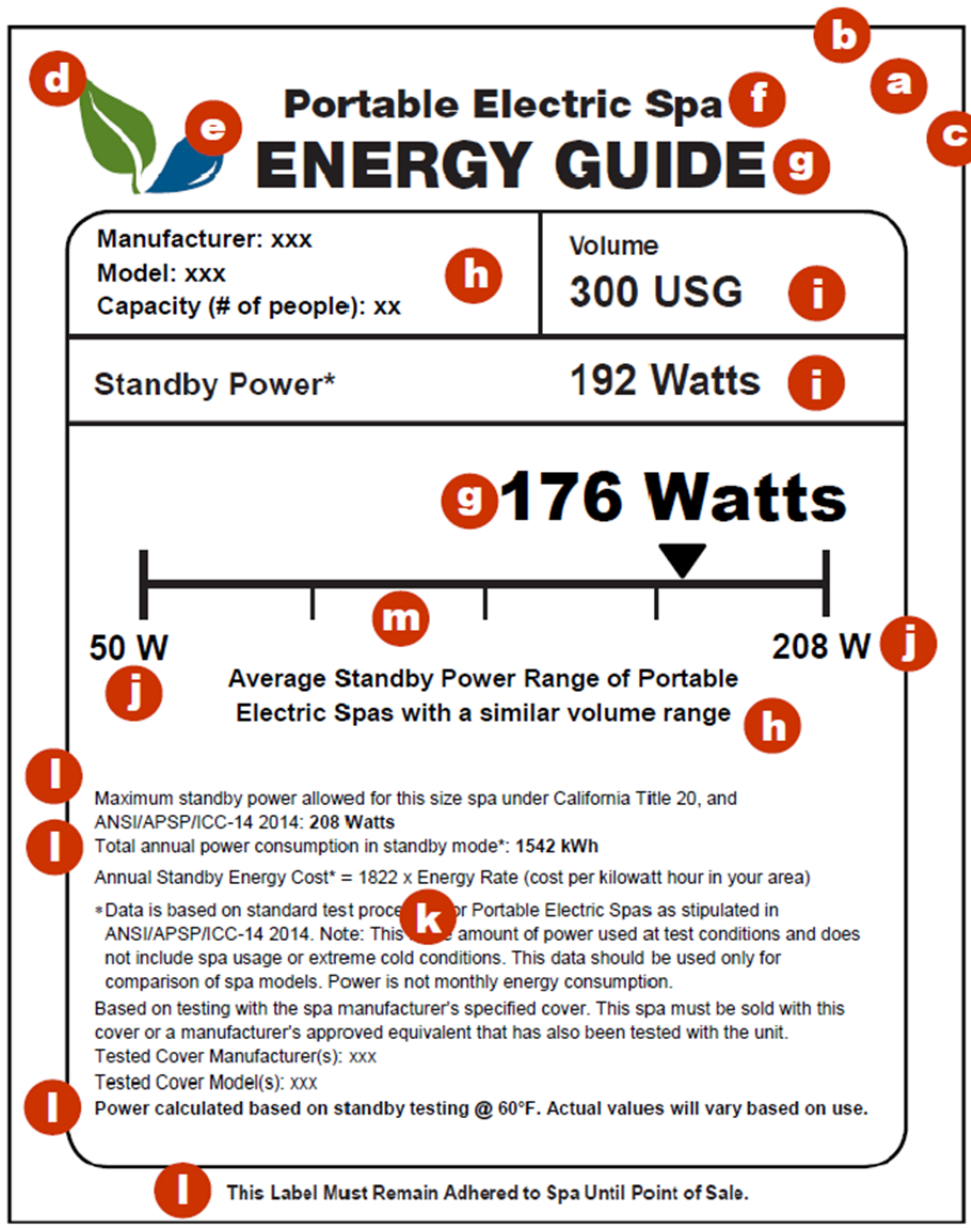 b
d
a
Portable Electric Spa f
e
c
ENERGY GUIDE g
Manufacturer: xxx
Model: xxx
Capacity (# of people): xx
h
Volume
300 USG i
Standby Power* 192 Watts i
g 176 Watts
m
50 W 208 W j
j
Average Standby Power Range of Portable
Electric Spas with a similar volume range h
l
Maximum standby power allowed for this size spa under California Title 20, and
ANSI/APSP/ICC-14 2014: 208 Watts
l Total annual power consumption in standby mode*: 1542 kWh
Annual Standby Energy Cost* = 1822 x Energy Rate (cost per kilowatt hour in your area)
k
*Data is based on standard test or Portable Electric Spas as stipulated in
ANSI/APSP/ICC-14 2014. Note: This amount of power used at test conditions and does
not include spa usage or extreme cold conditions. This data should be used only for
comparison of spa models. Power is not monthly energy consumption.
Based on testing with the spa manufacturer's specified cover. This spa must be sold with this
cover or a manufacturer's approved equivalent that has also been tested with the unit.
Tested Cover Manufacturer(s): xxx
Tested Cover Model(s): xxx
l Power calculated based on standby testing @ 60°F. Actual values will vary based on use.
l This Label Must Remain Adhered to Spa Until Point of Sale.